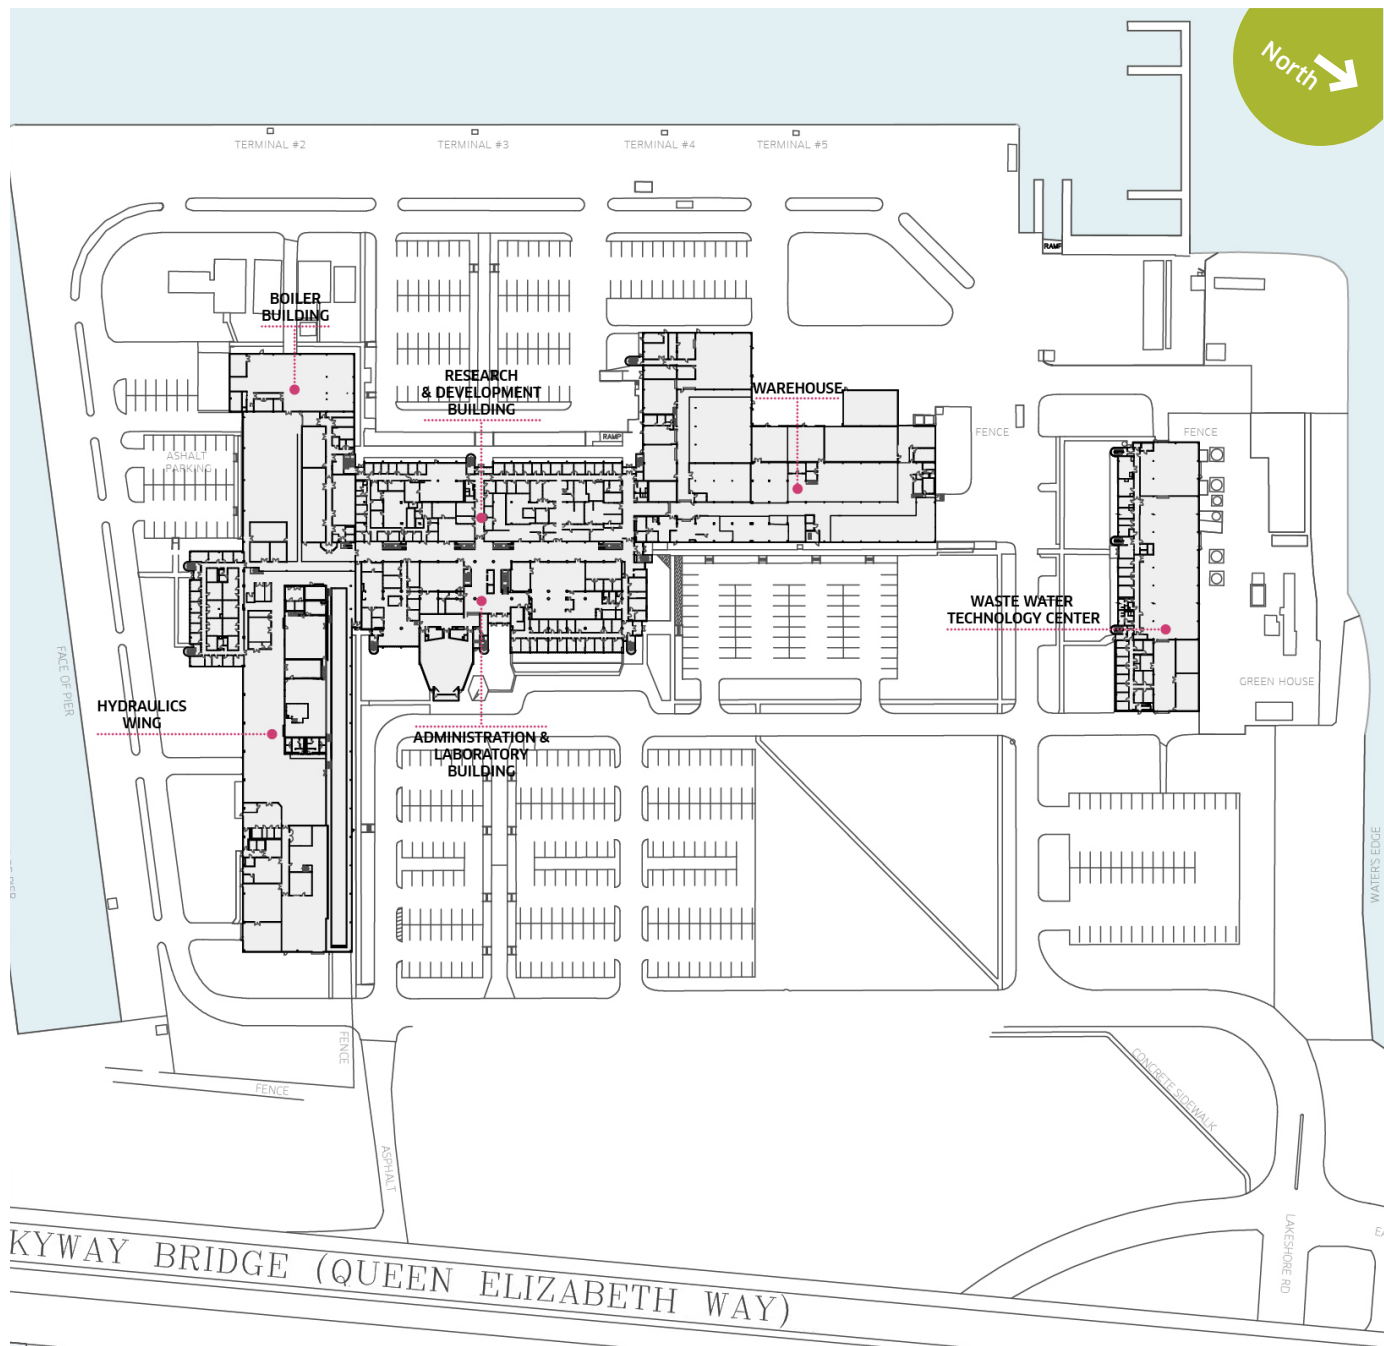 North
TERMINAL #2
TERMINAL #3
TERMINAL #4
TERMINAL #5
RAMP
BOILER
BUILDING
RESEARCH
& DEVELOPMENT
BUILDING
WAREHOUSE
RAMP
FENCE
FENCE
ASHALT
PARKING
WASTE WATER
TECHNOLOGY CENTER
FACE OF PIER
GREEN HOUSE
HYDRAULICS
WING
ADMINISTRATION &
LABORATORY
BUILDING
WATER'S EDGE
FENCE
FENCE
CONCRETE SIDEWALK
ASPHALT
LAKESHORE RD
KYWAY BRIDGE (QUEEN ELIZABETH WAY)